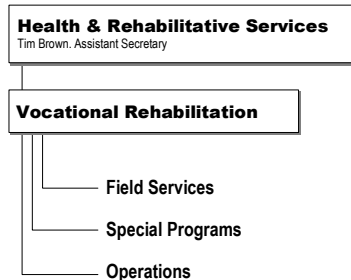 Health & Rehabilitative Services
Tim Brown. Assistant Secretary
Vocational Rehabilitation
Field Services
Special Programs
Operations